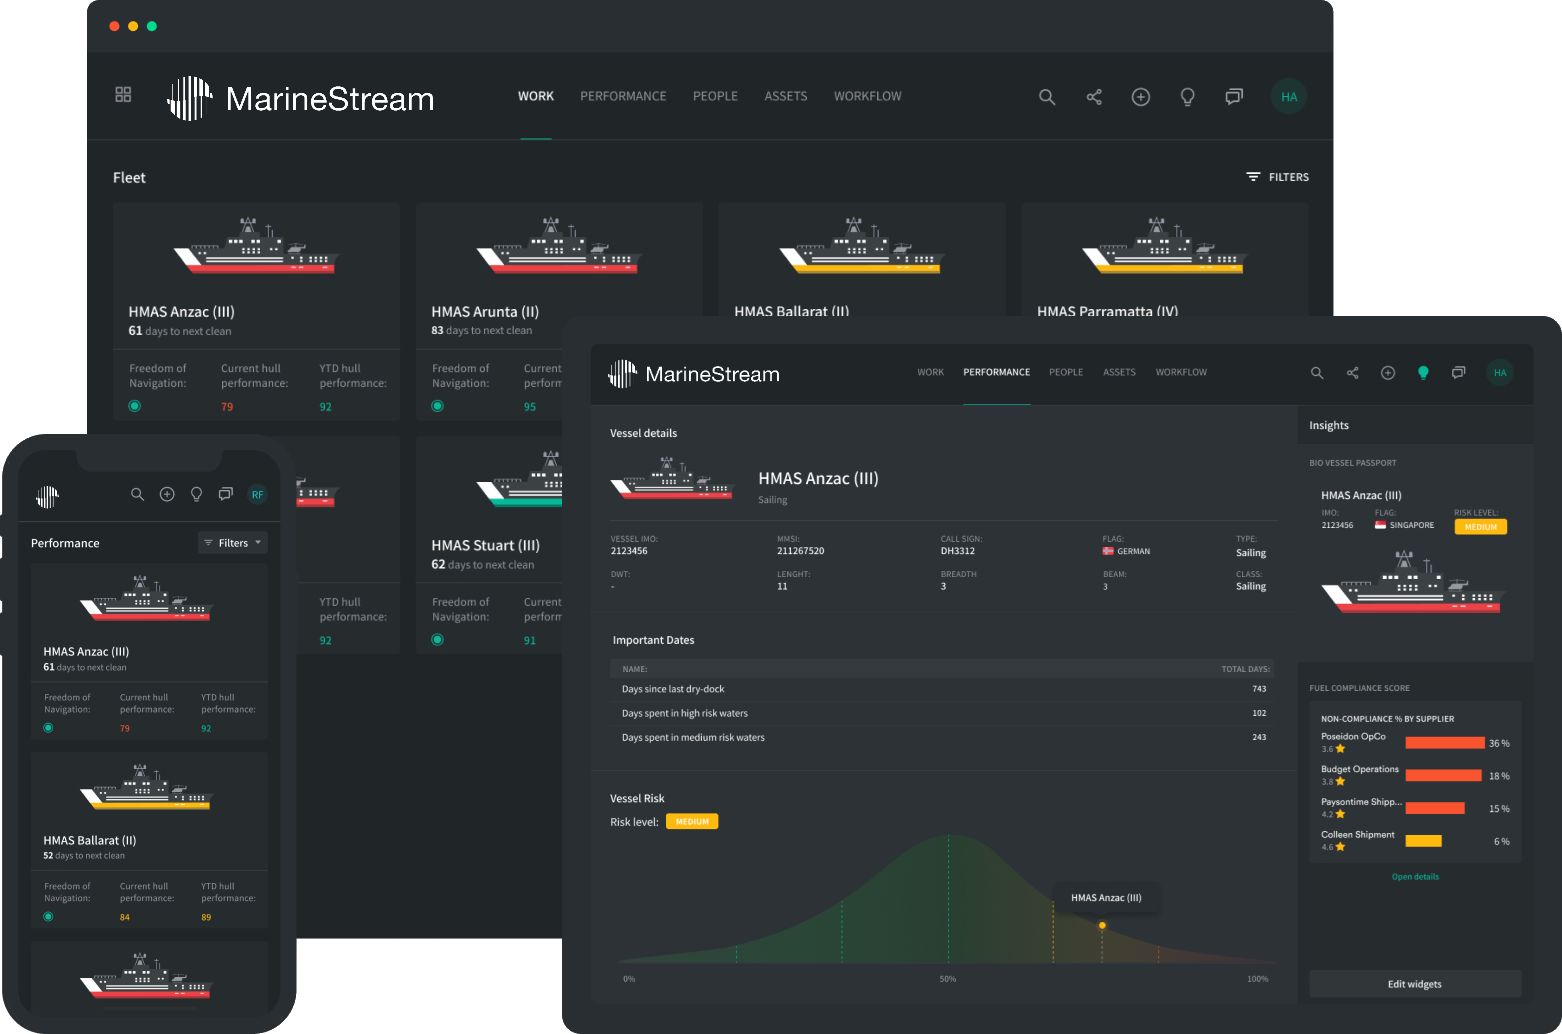 MarineStream
WORK PERFORMANCE PEOPLE ASSETS WORKFLOW
HA
Fleet
FILTERS
HMAS Anzac (III)
61 days to next clean
Freedom of Navigation:
Current hull performance:
79
YTD hull performance:
92
HMAS Arunta (II)
83 days to next clean
Freedom of Navigation:
Current
perform
95
HMAS Ballarat (II)
HMAS Parramatta (IV)
YTD hull performance:
92
HMAS Stuart (III)
62 days to next clean
Freedom of Navigation:
Current
perform
91
RF
Performance
Filters
HMAS Anzac (III)
61 days to next clean
Freedom of Navigation:
Current hull performance:
79
YTD hull performance:
92
HMAS Ballarat (II)
52 days to next clean
Freedom of Navigation:
Current hull performance:
84
YTD hull performance:
89
MarineStream
WORK PERFORMANCE PEOPLE ASSETS WORKFLOW
HA
Vessel details
HMAS Anzac (III)
Sailing
VESSEL IMO:
2123456
MMSI:
211267520
CALL SIGN:
DH3312
FLAG:
GERMAN
TYPE:
Sailing
DWT:
-
LENGHT:
11
BREADTH
3
BEAM:
3
CLASS:
Sailing
Important Dates
NAME: TOTAL DAYS:
Days since last dry-dock 743
Days spent in high risk waters 102
Days spent in medium risk waters 243
Vessel Risk
Risk level: MEDIUM
HMAS Anzac (III)
0% 50% 100%
Insights
BIO VESSEL PASSPORT
HMAS Anzac (III)
IMO:
2123456
FLAG:
SINGAPORE
RISK LEVEL:
MEDIUM
FUEL COMPLIANCE SCORE
NON-COMPLIANCE % BY SUPPLIER
Poseidon OpCo
3.6
36 %
Budget Operations
3.8
18 %
Paysontime Shipp...
4.2
15 %
Colleen Shipment
4.6
6 %
Open details
Edit widgets